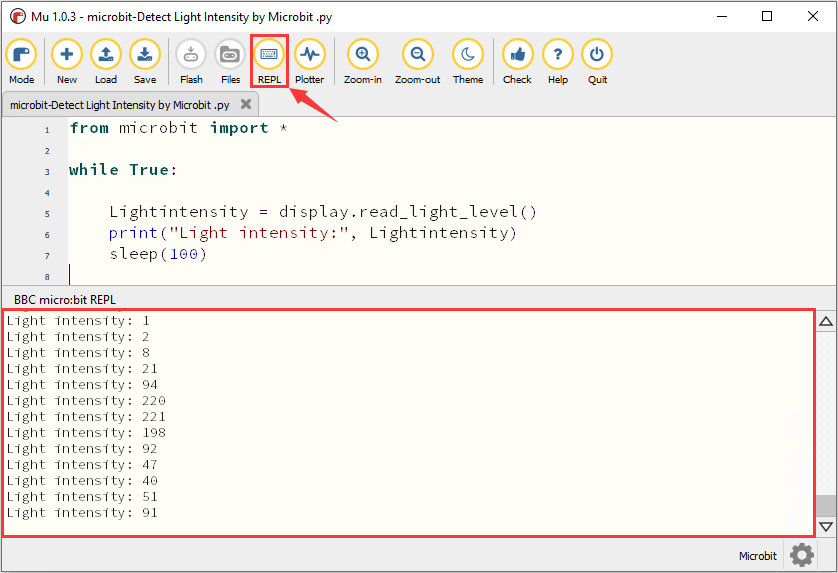 Mu 1.0.3 - microbit-Detect Light Intensity by Microbit .py
Mode New Load Save Flash Files REPL Plotter Zoom-in Zoom-out Theme Check Help Quit
microbit-Detect Light Intensity by Microbit .py
1 from microbit import *
2
3 while True:
4
5 Lightintensity = display.read_light_level()
6 print("Light intensity:", Lightintensity)
7 sleep(100)
8
BBC micro:bit REPL
Light intensity: 1
Light intensity: 2
Light intensity: 8
Light intensity: 21
Light intensity: 94
Light intensity: 220
Light intensity: 221
Light intensity: 198
Light intensity: 92
Light intensity: 47
Light intensity: 40
Light intensity: 51
Light intensity: 91
Microbit